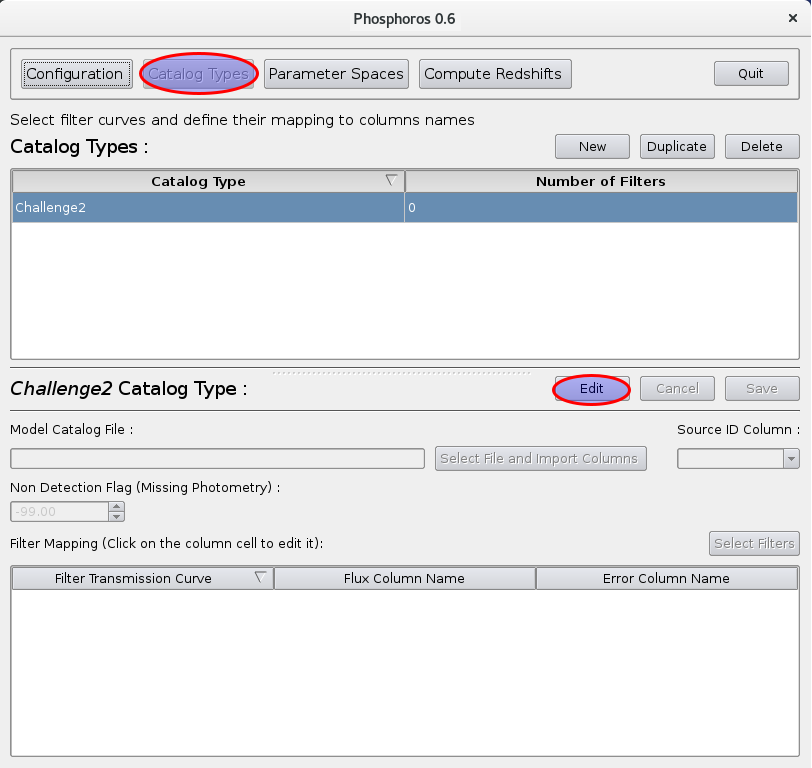 Phosphoros 0.6
Configuration Catalog Types Parameter Spaces Compute Redshifts Quit
Select filter curves and define their mapping to columns names
Catalog Types : New Duplicate Delete
Catalog Type Number of Filters
Challenge2 0
Challenge2 Catalog Type : Edit Cancel Save
Model Catalog File : Source ID Column :
Select File and Import Columns
Non Detection Flag (Missing Photometry) :
-99.00
Filter Mapping (Click on the column cell to edit it): Select Filters
Filter Transmission Curve Flux Column Name Error Column Name